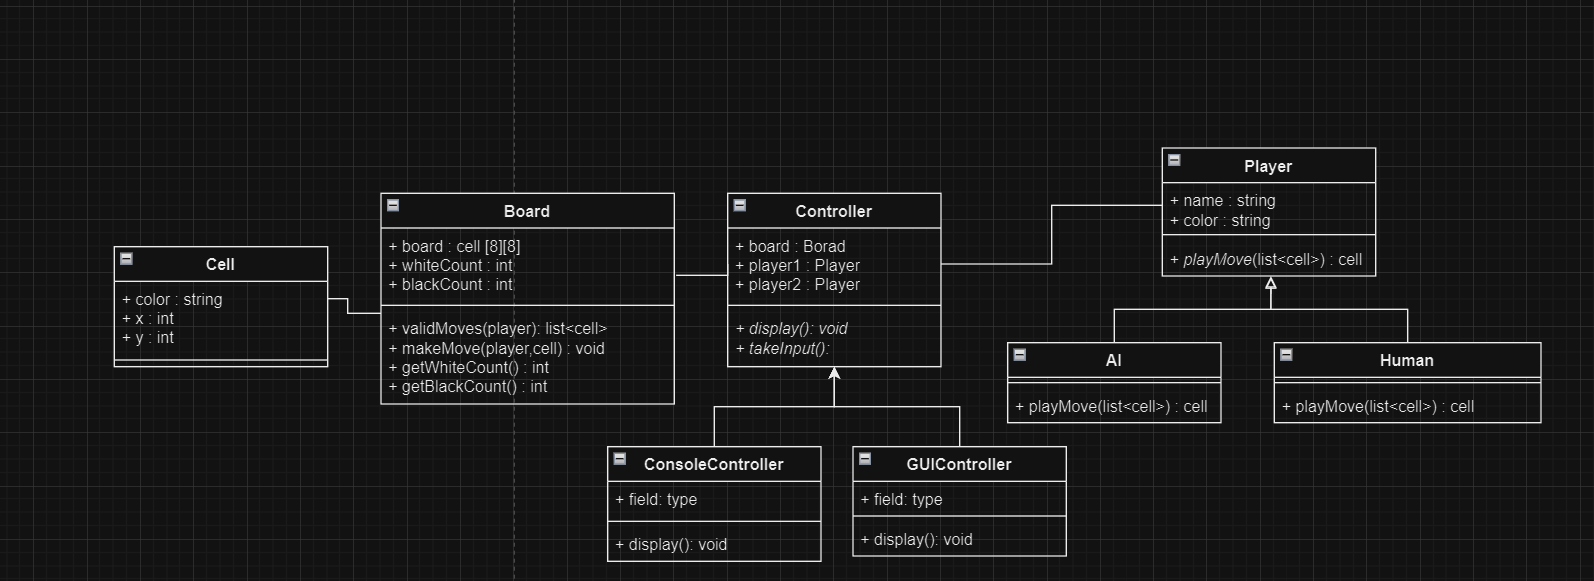 Cell
+ color : string
+ x : int
+ y : int
Board
+ board : cell [8][8]
+ whiteCount : int
+ blackCount : int
+ validMoves(player): list<cell>
+ makeMove(player,cell) : void
+ getWhiteCount() : int
+ getBlackCount() : int
Controller
+ board : Borad
+ player1 : Player
+ player2 : Player
+ display(): void
+ takeInput():
ConsoleController
+ field: type
+ display(): void
GUIController
+ field: type
+ display(): void
Player
+ name : string
+ color : string
+ playMove(list<cell>) : cell
AI
+ playMove(list<cell>) : cell
Human
+ playMove(list<cell>) : cell